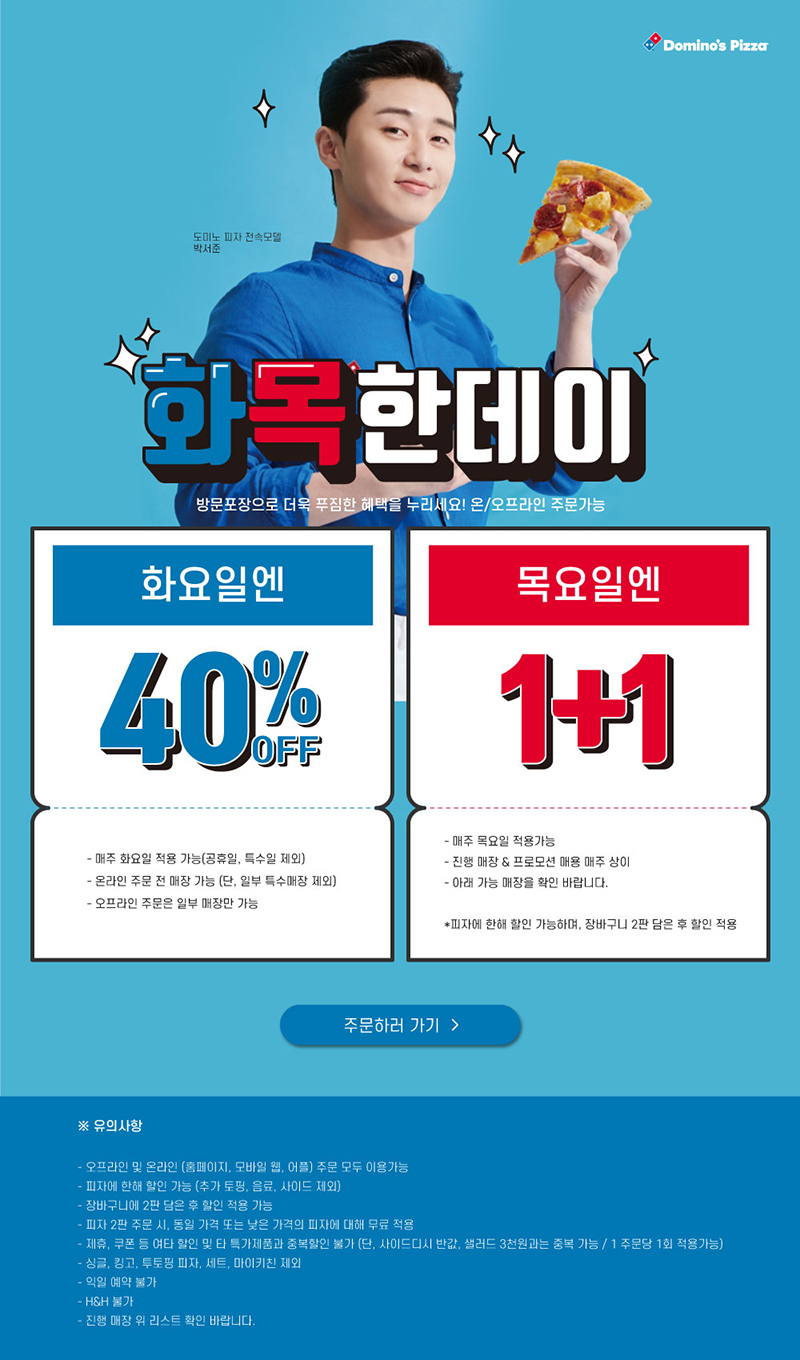 Domino's Pizza
도미노 피자 전속모델
박서준
화목한데이
방문포장으로 더욱 푸짐한 혜택을 누리세요! 온/오프라인 주문가능
화요일엔
40% OFF
- 매주 화요일 적용 가능(공휴일, 특수일 제외)
- 온라인 주문 전 매장 가능 (단, 일부 특수매장 제외)
- 오프라인 주문은 일부 매장만 가능
목요일엔
1+1
- 매주 목요일 적용가능
- 진행 매장 & 프로모션 매용 매주 상이
- 아래 가능 매장을 확인 바랍니다.
*피자에 한해 할인 가능하며, 장바구니 2판 담은 후 할인 적용
주문하러 가기 >
※ 유의사항
- 오프라인 및 온라인 (홈페이지, 모바일 웹, 어플) 주문 모두 이용가능
- 피자에 한해 할인 가능 (추가 토핑, 음료, 사이드 제외)
- 장바구니에 2판 담은 후 할인 적용 가능
- 피자 2판 주문 시, 동일 가격 또는 낮은 가격의 피자에 대해 무료 적용
- 제휴, 쿠폰 등 여타 할인 및 타 특가제품과 중복할인 불가 (단, 사이드디시 반값, 샐러드 3천원과는 중복 가능 / 1 주문당 1회 적용가능)
- 싱글, 킹고, 투토핑 피자, 세트, 마이키친 제외
- 익일 예약 불가
- H&H 불가
- 진행 매장 위 리스트 확인 바랍니다.